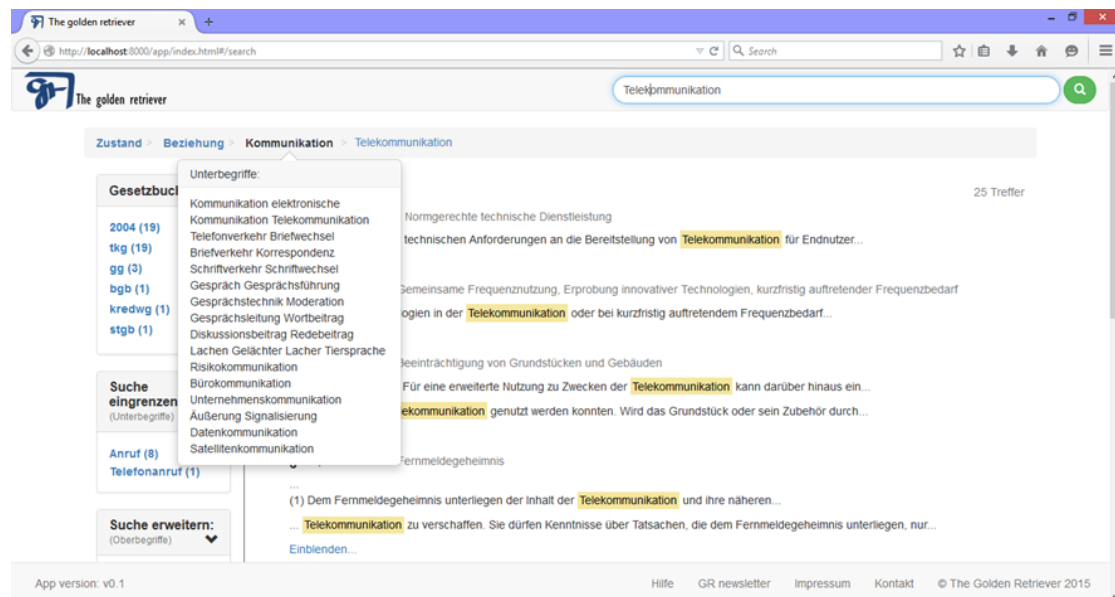 The golden retriever
http://localhost:8000/app/index.html#/search
Search
gr
The golden retriever
Telekommunikation
Zustand > Beziehung > Kommunikation > Telekommunikation
Unterbegriffe:
Kommunikation elektronische
Kommunikation Telekommunikation
Telefonverkehr Briefwechsel
Briefverkehr Korrespondenz
Schriftverkehr Schriftwechsel
Gespräch Gesprächsführung
Gesprächstechnik Moderation
Gesprächsleitung Wortbeitrag
Diskussionsbeitrag Redebeitrag
Lachen Gelächter Lacher Tiersprache
Risikokommunikation
Bürokommunikation
Unternehmenskommunikation
Äußerung Signalisierung
Datenkommunikation
Satellitenkommunikation
Gesetzbuc
2004 (19)
tkg (19)
gg (3)
bgb (1)
kredwg (1)
stgb (1)
Suche
eingrenzen
(Unterbegriffe)
Anruf (8)
Telefonanruf (1)
Suche erweitern:
(Oberbegriffe)
25 Treffer
Normgerechte technische Dienstleistung
technischen Anforderungen an die Bereitstellung von Telekommunikation für Endnutzer...
Gemeinsame Frequenznutzung, Erprobung innovativer Technologien, kurzfristig auftretender Frequenzbedarf
ogien in der Telekommunikation oder bei kurzfristig auftretendem Frequenzbedarf...
Beeinträchtigung von Grundstücken und Gebäuden
Für eine erweiterte Nutzung zu Zwecken der Telekommunikation kann darüber hinaus ein...
ekommunikation genutzt werden konnten. Wird das Grundstück oder sein Zubehör durch...
Fernmeldegeheimnis
...
(1) Dem Fernmeldegeheimnis unterliegen der Inhalt der Telekommunikation und ihre näheren...
... Telekommunikation zu verschaffen. Sie dürfen Kenntnisse über Tatsachen, die dem Fernmeldegeheimnis unterliegen, nur...
Einblenden...
App version: v0.1
Hilfe GR newsletter Impressum Kontakt © The Golden Retriever 2015